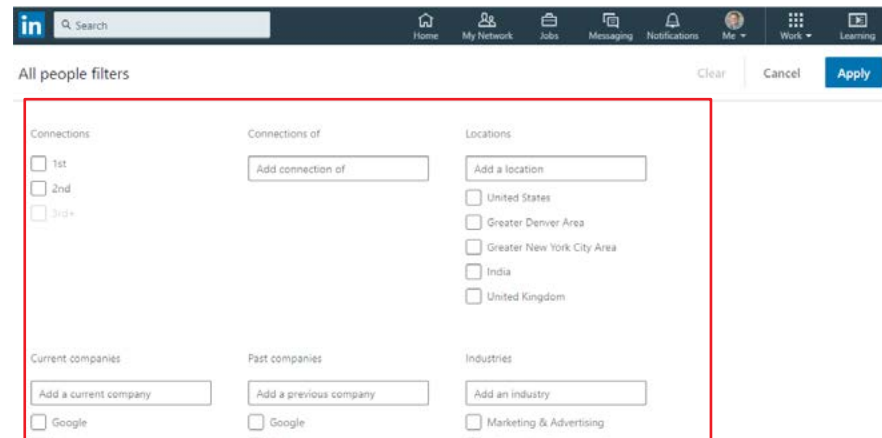 in Search Home My Network Jobs Messaging Notifications Me Work Learning
All people filters Clear Cancel Apply
Connections Connections of Locations
1st Add connection of Add a location
2nd United States
3rd+ Greater Denver Area
Greater New York City Area
India
United Kingdom
Current companies Past companies Industries
Add a current company Add a previous company Add an industry
Google Google Marketing & Advertising